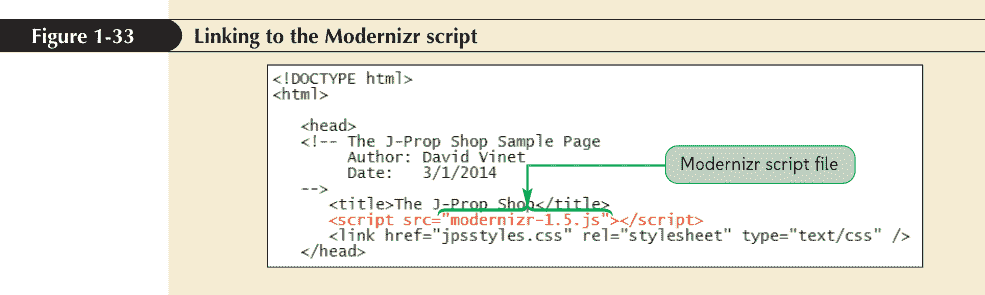 Figure 1-33 Linking to the Modernizr script
<!DOCTYPE html>
<html>
<head>
<!-- The J-Prop Shop Sample Page
Author: David Vinet
Date: 3/1/2014
-->
<title>The J-Prop Shop</title>
<script src="modernizr-1.5.js"></script>
<link href="jpsstyles.css" rel="stylesheet" type="text/css" />
</head>
Modernizr script file